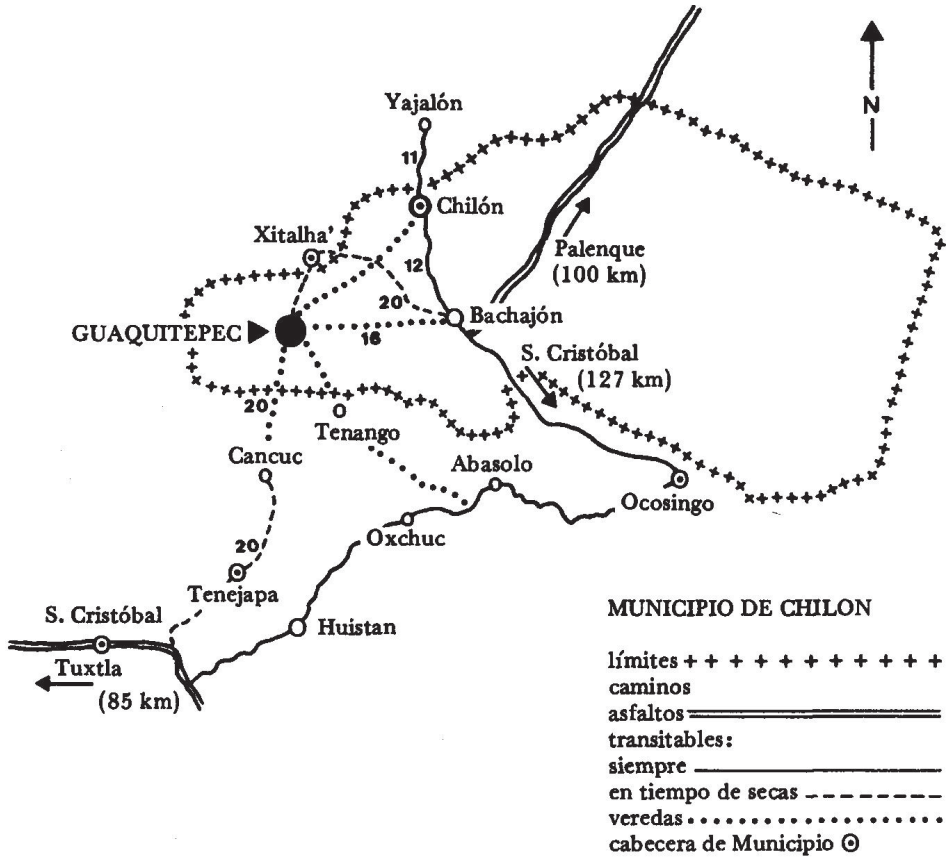 Yajalón
N
11
Chilón
Xitalha'
12
Palenque
(100 km)
20
Bachajón
GUAQUITEPEC
16
S. Cristóbal
(127 km)
20
Tenango
Cancuc
Abasolo
Ocosingo
Oxchuc
20
Tenejapa
S. Cristóbal
Huistan
Tuxtla
(85 km)
MUNICIPIO DE CHILON
límites
caminos
asfaltos
transitables:
siempre
en tiempo de secas
veredas
cabecera de Municipio